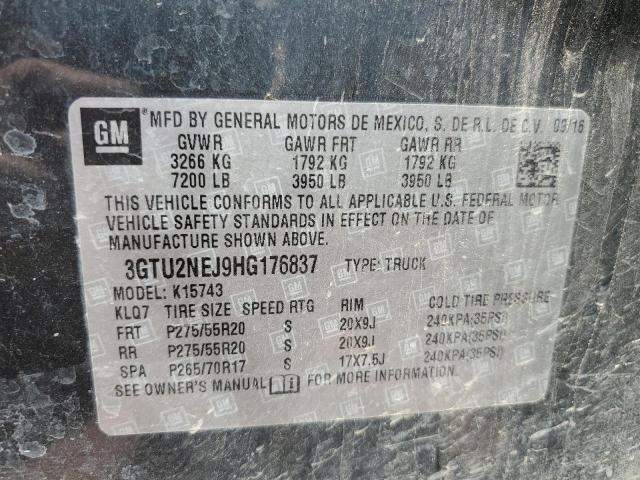 GM ® MFD BY GENERAL MOTORS DE MEXICO, S. DE R.L. DE C.V. 09/16
GVWR GAWR FRT GAWR RR
3266 KG 1792 KG 1792 KG
7200 LB 3950 LB 3950 LB
THIS VEHICLE CONFORMS TO ALL APPLICABLE U.S. FEDERAL MOTOR
VEHICLE SAFETY STANDARDS IN EFFECT ON THE DATE OF
MANUFACTURE SHOWN ABOVE.
3GTU2NEJ9HG176837 TYPE: TRUCK
MODEL: K15743
KLQ7 TIRE SIZE SPEED RTG RIM COLD TIRE PRESSURE
FRT P275/55R20 S 20X9J 240KPA(35PSI)
RR P275/55R20 S 20X9J 240KPA(35PSI)
SPA P265/70R17 S 17X7.5J 240KPA(35PSI)
SEE OWNER'S MANUAL FOR MORE INFORMATION.